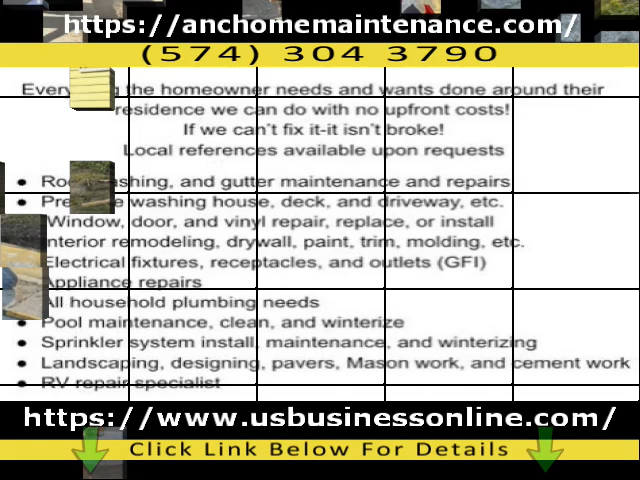 https://anchomemaintenance.com/
(574) 304 3790
the homeowner needs and wants done around their
residence we can do with no upfront costs!
If we can't fix it-it isn't broke!
Local references available upon requests
● and gutter maintenance and repairs
● washing house, deck, and driveway, etc.
Window, door, and vinyl repair, replace, or install
Interior remodeling, drywall, paint, trim, molding, etc.
Electrical fixtures, receptacles, and outlets (GFI)
Appliance repairs
All household plumbing needs
● Pool maintenance, clean, and winterize
● Sprinkler system install, maintenance, and winterizing
● Landscaping, designing, pavers, Mason work, and cement work
● RV repair specialist
https://www.usbusinessonline.com/
Click Link Below For Details